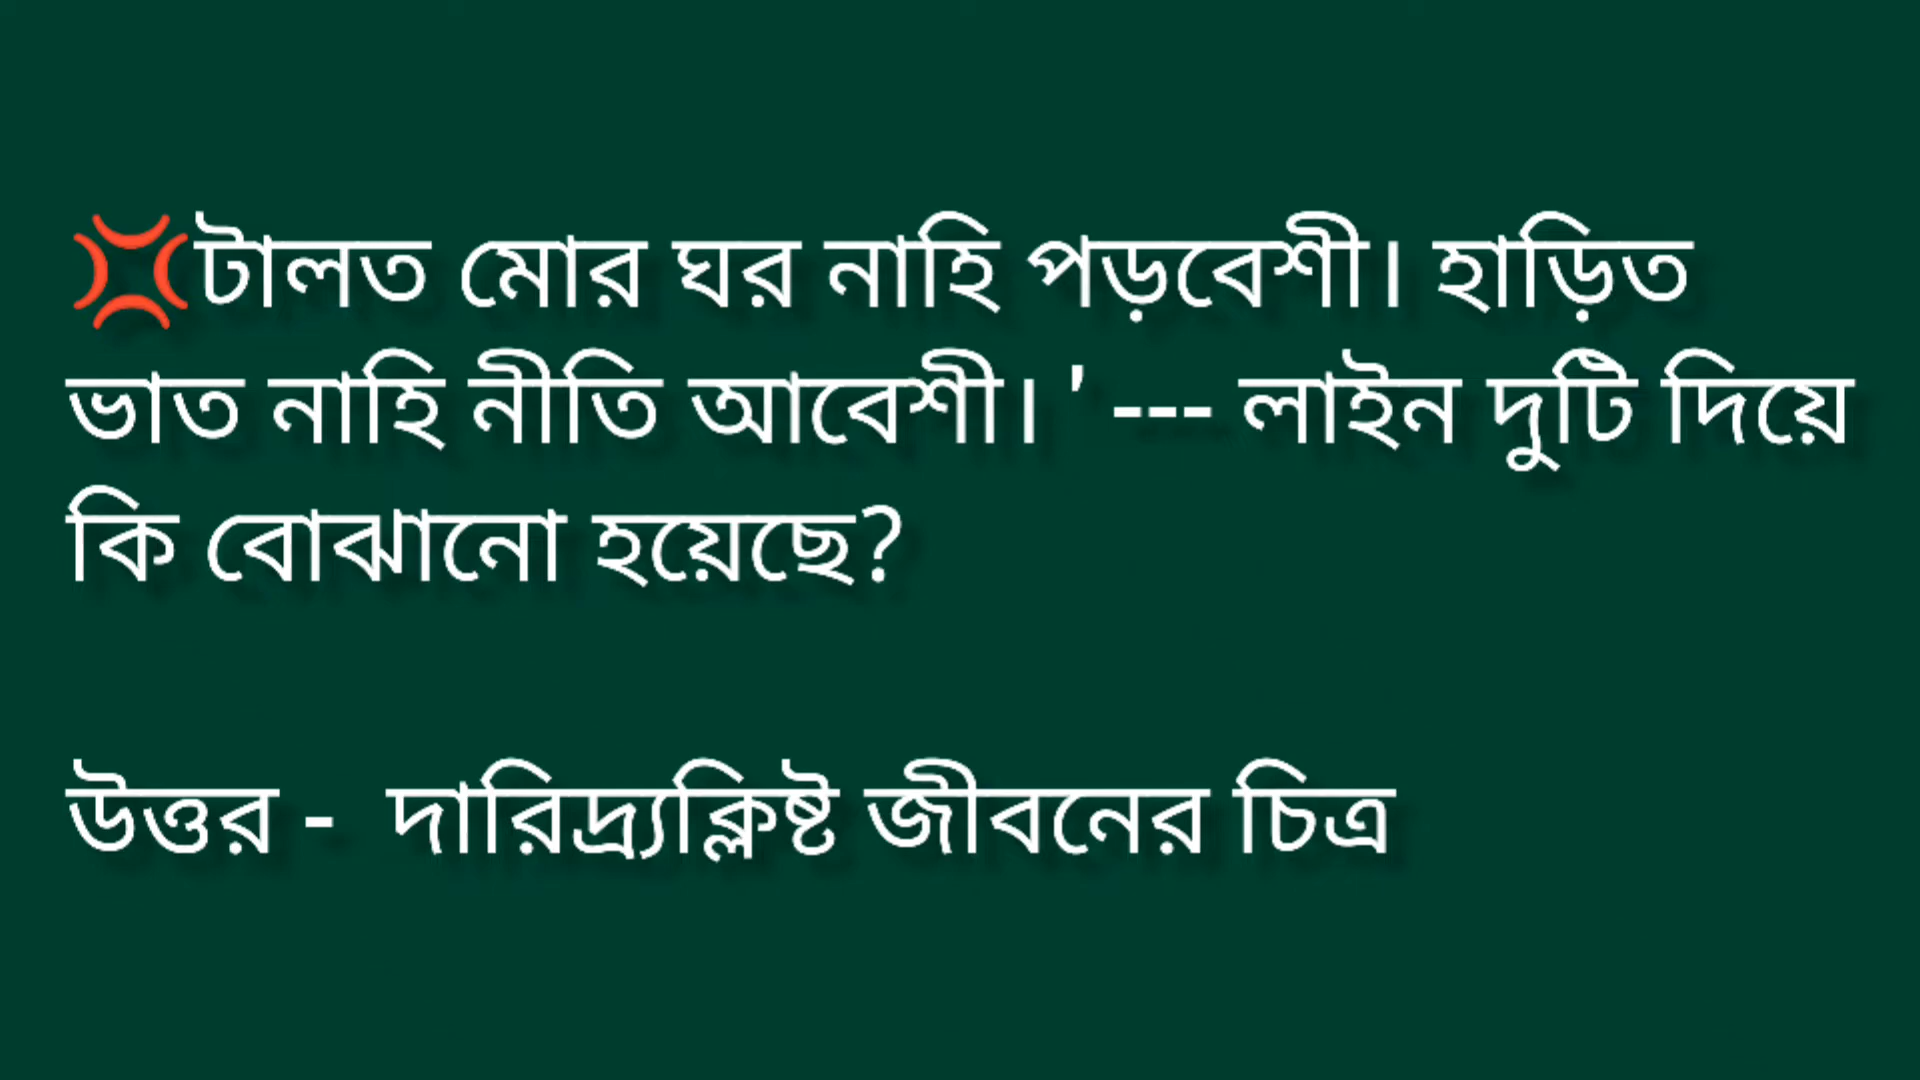 💢টালত মোর ঘর নাহি পড়বেশী। হাড়িত
ভাত নাহি নীতি আবেশী। ' --- লাইন দুটি দিয়ে
কি বোঝানো হয়েছে?
উত্তর - দারিদ্র্যক্লিষ্ট জীবনের চিত্র